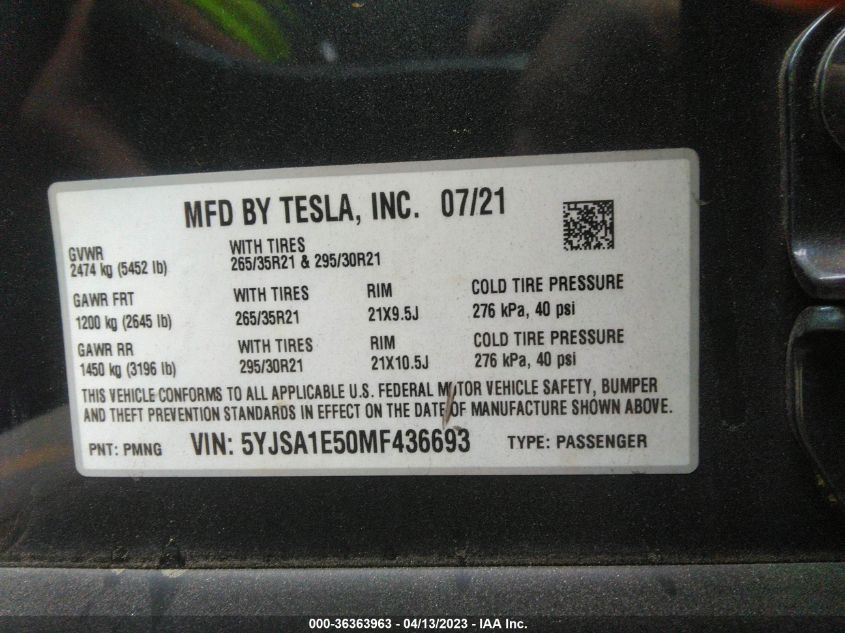 MFD BY TESLA, INC. 07/21
GVWR
2474 kg (5452 lb)
WITH TIRES
265/35R21 & 295/30R21
GAWR FRT
1200 kg (2645 lb)
WITH TIRES
265/35R21
RIM
21X9.5J
COLD TIRE PRESSURE
276 kPa, 40 psi
GAWR RR
1450 kg (3196 lb)
WITH TIRES
295/30R21
RIM
21X10.5J
COLD TIRE PRESSURE
276 kPa, 40 psi
THIS VEHICLE CONFORMS TO ALL APPLICABLE U.S. FEDERAL MOTOR VEHICLE SAFETY, BUMPER
AND THEFT PREVENTION STANDARDS IN EFFECT ON THE DATE OF MANUFACTURE SHOWN ABOVE.
PNT: PMNG VIN: 5YJSA1E50MF436693 TYPE: PASSENGER
000-36363963 - 04/13/2023 - IAA Inc.